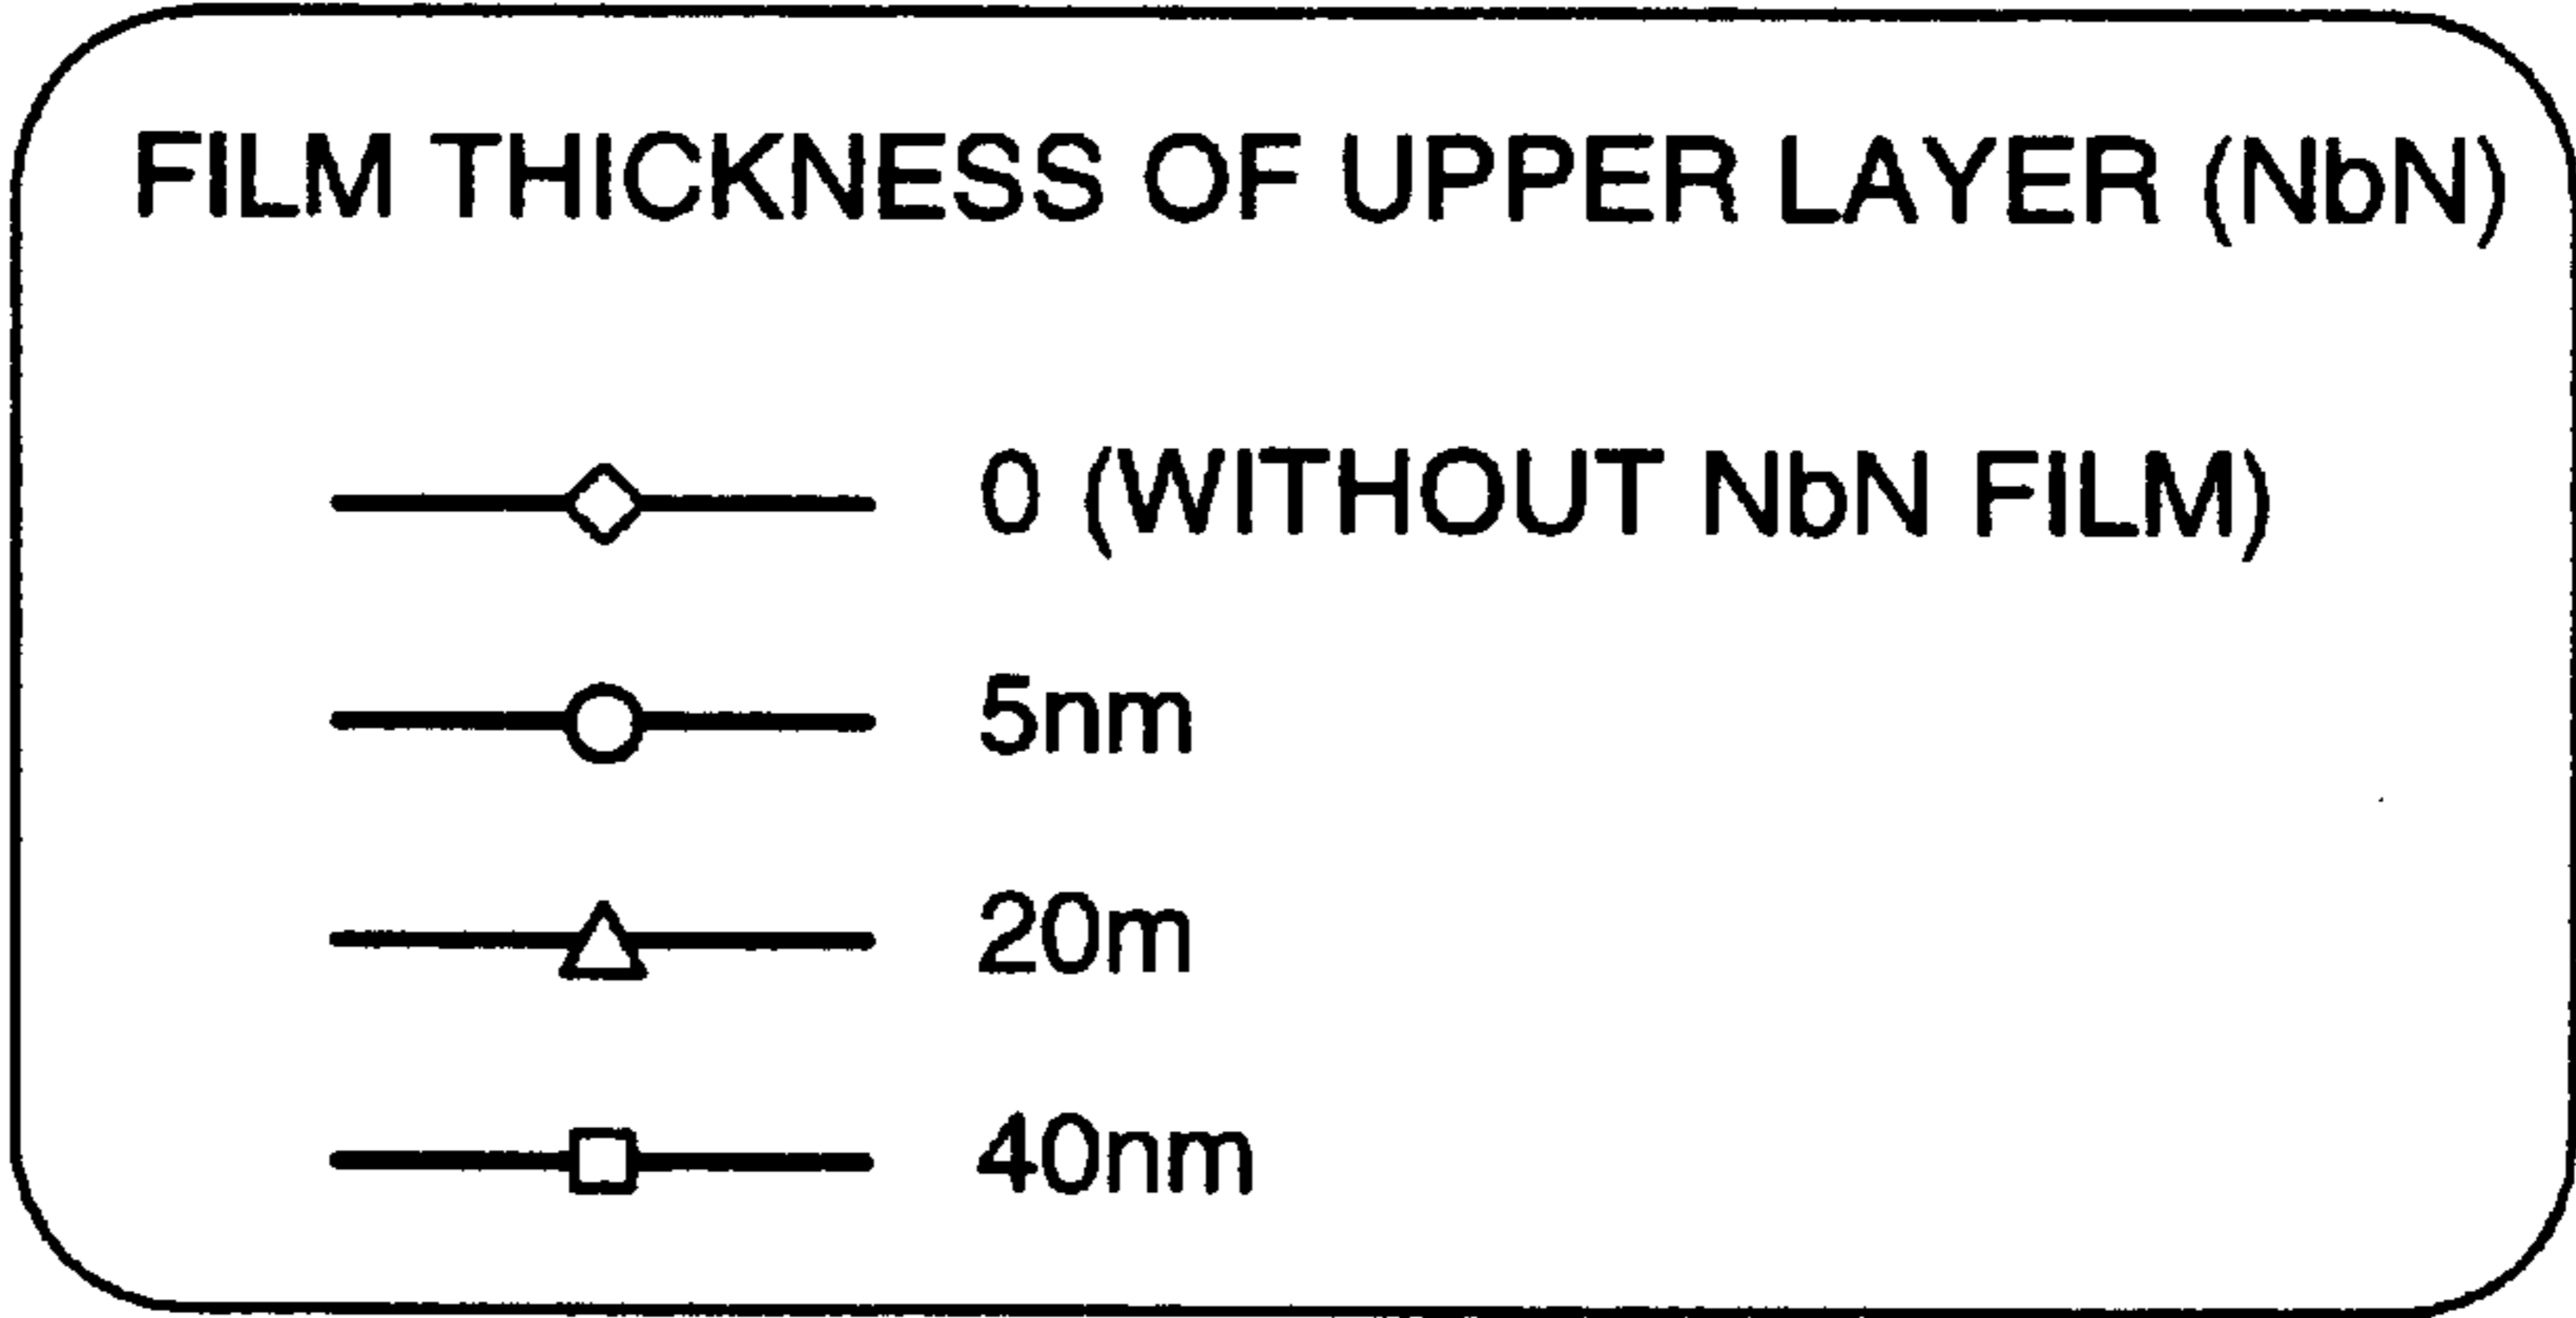 FILM THICKNESS OF UPPER LAYER (NbN)
0 (WITHOUT NbN FILM)
5nm
20m
40nm